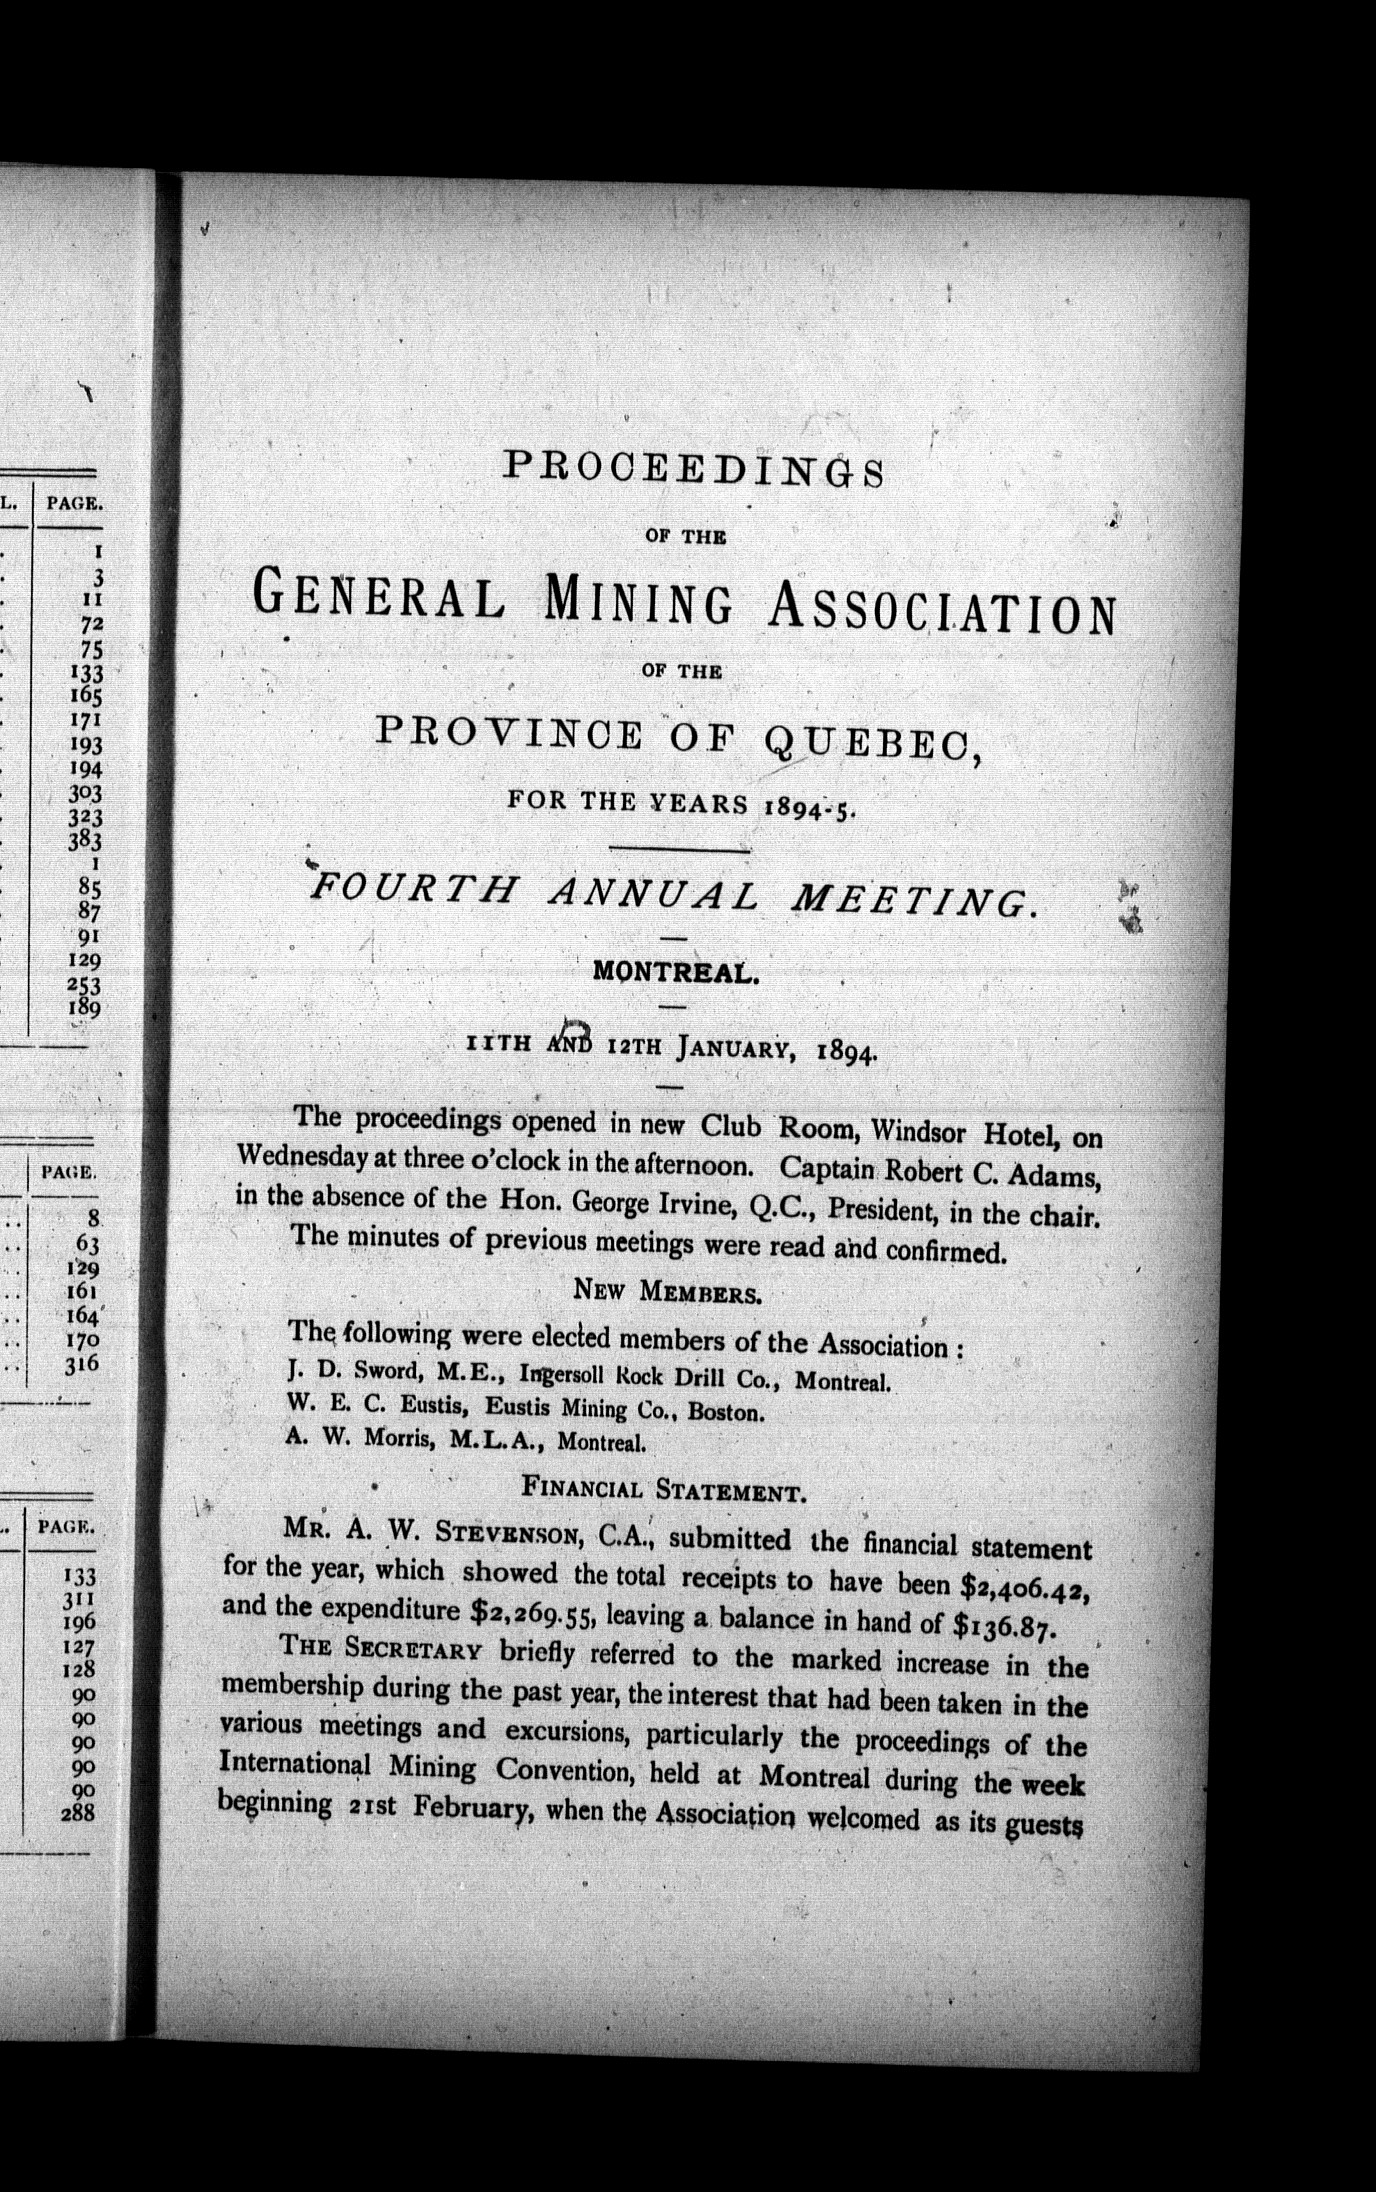 L. PAGE.
1
3
11
72
75
133
165
171
193
194
303
323
383
1
85
87
91
129
253
189
PAGE.
8
63
129
161
164
170
316
PAGE.
133
311
196
127
128
90
90
90
90
90
288
PROCEEDINGS
OF THE
GENERAL MINING ASSOCIATION
OF THE
PROVINCE OF QUEBEC,
FOR THE YEARS 1894-5.
FOURTH ANNUAL MEETING.
MONTREAL.
11TH AND 12TH JANUARY, 1894.
The proceedings opened in new Club Room, Windsor Hotel, on
Wednesday at three o'clock in the afternoon. Captain Robert C. Adams,
in the absence of the Hon. George Irvine, Q.C., President, in the chair.
The minutes of previous meetings were read and confirmed.
NEW MEMBERS.
The following were elected members of the Association :
J. D. Sword, M.E., Ingersoll Rock Drill Co., Montreal.
W. E. C. Eustis, Eustis Mining Co., Boston.
A. W. Morris, M.L.A., Montreal.
FINANCIAL STATEMENT.
MR. A. W. STEVENSON, C.A., submitted the financial statement
for the year, which showed the total receipts to have been $2,406.42,
and the expenditure $2,269.55, leaving a balance in hand of $136.87.
THE SECRETARY briefly referred to the marked increase in the
membership during the past year, the interest that had been taken in the
various meetings and excursions, particularly the proceedings of the
International Mining Convention, held at Montreal during the week
beginning 21st February, when the Association welcomed as its guests